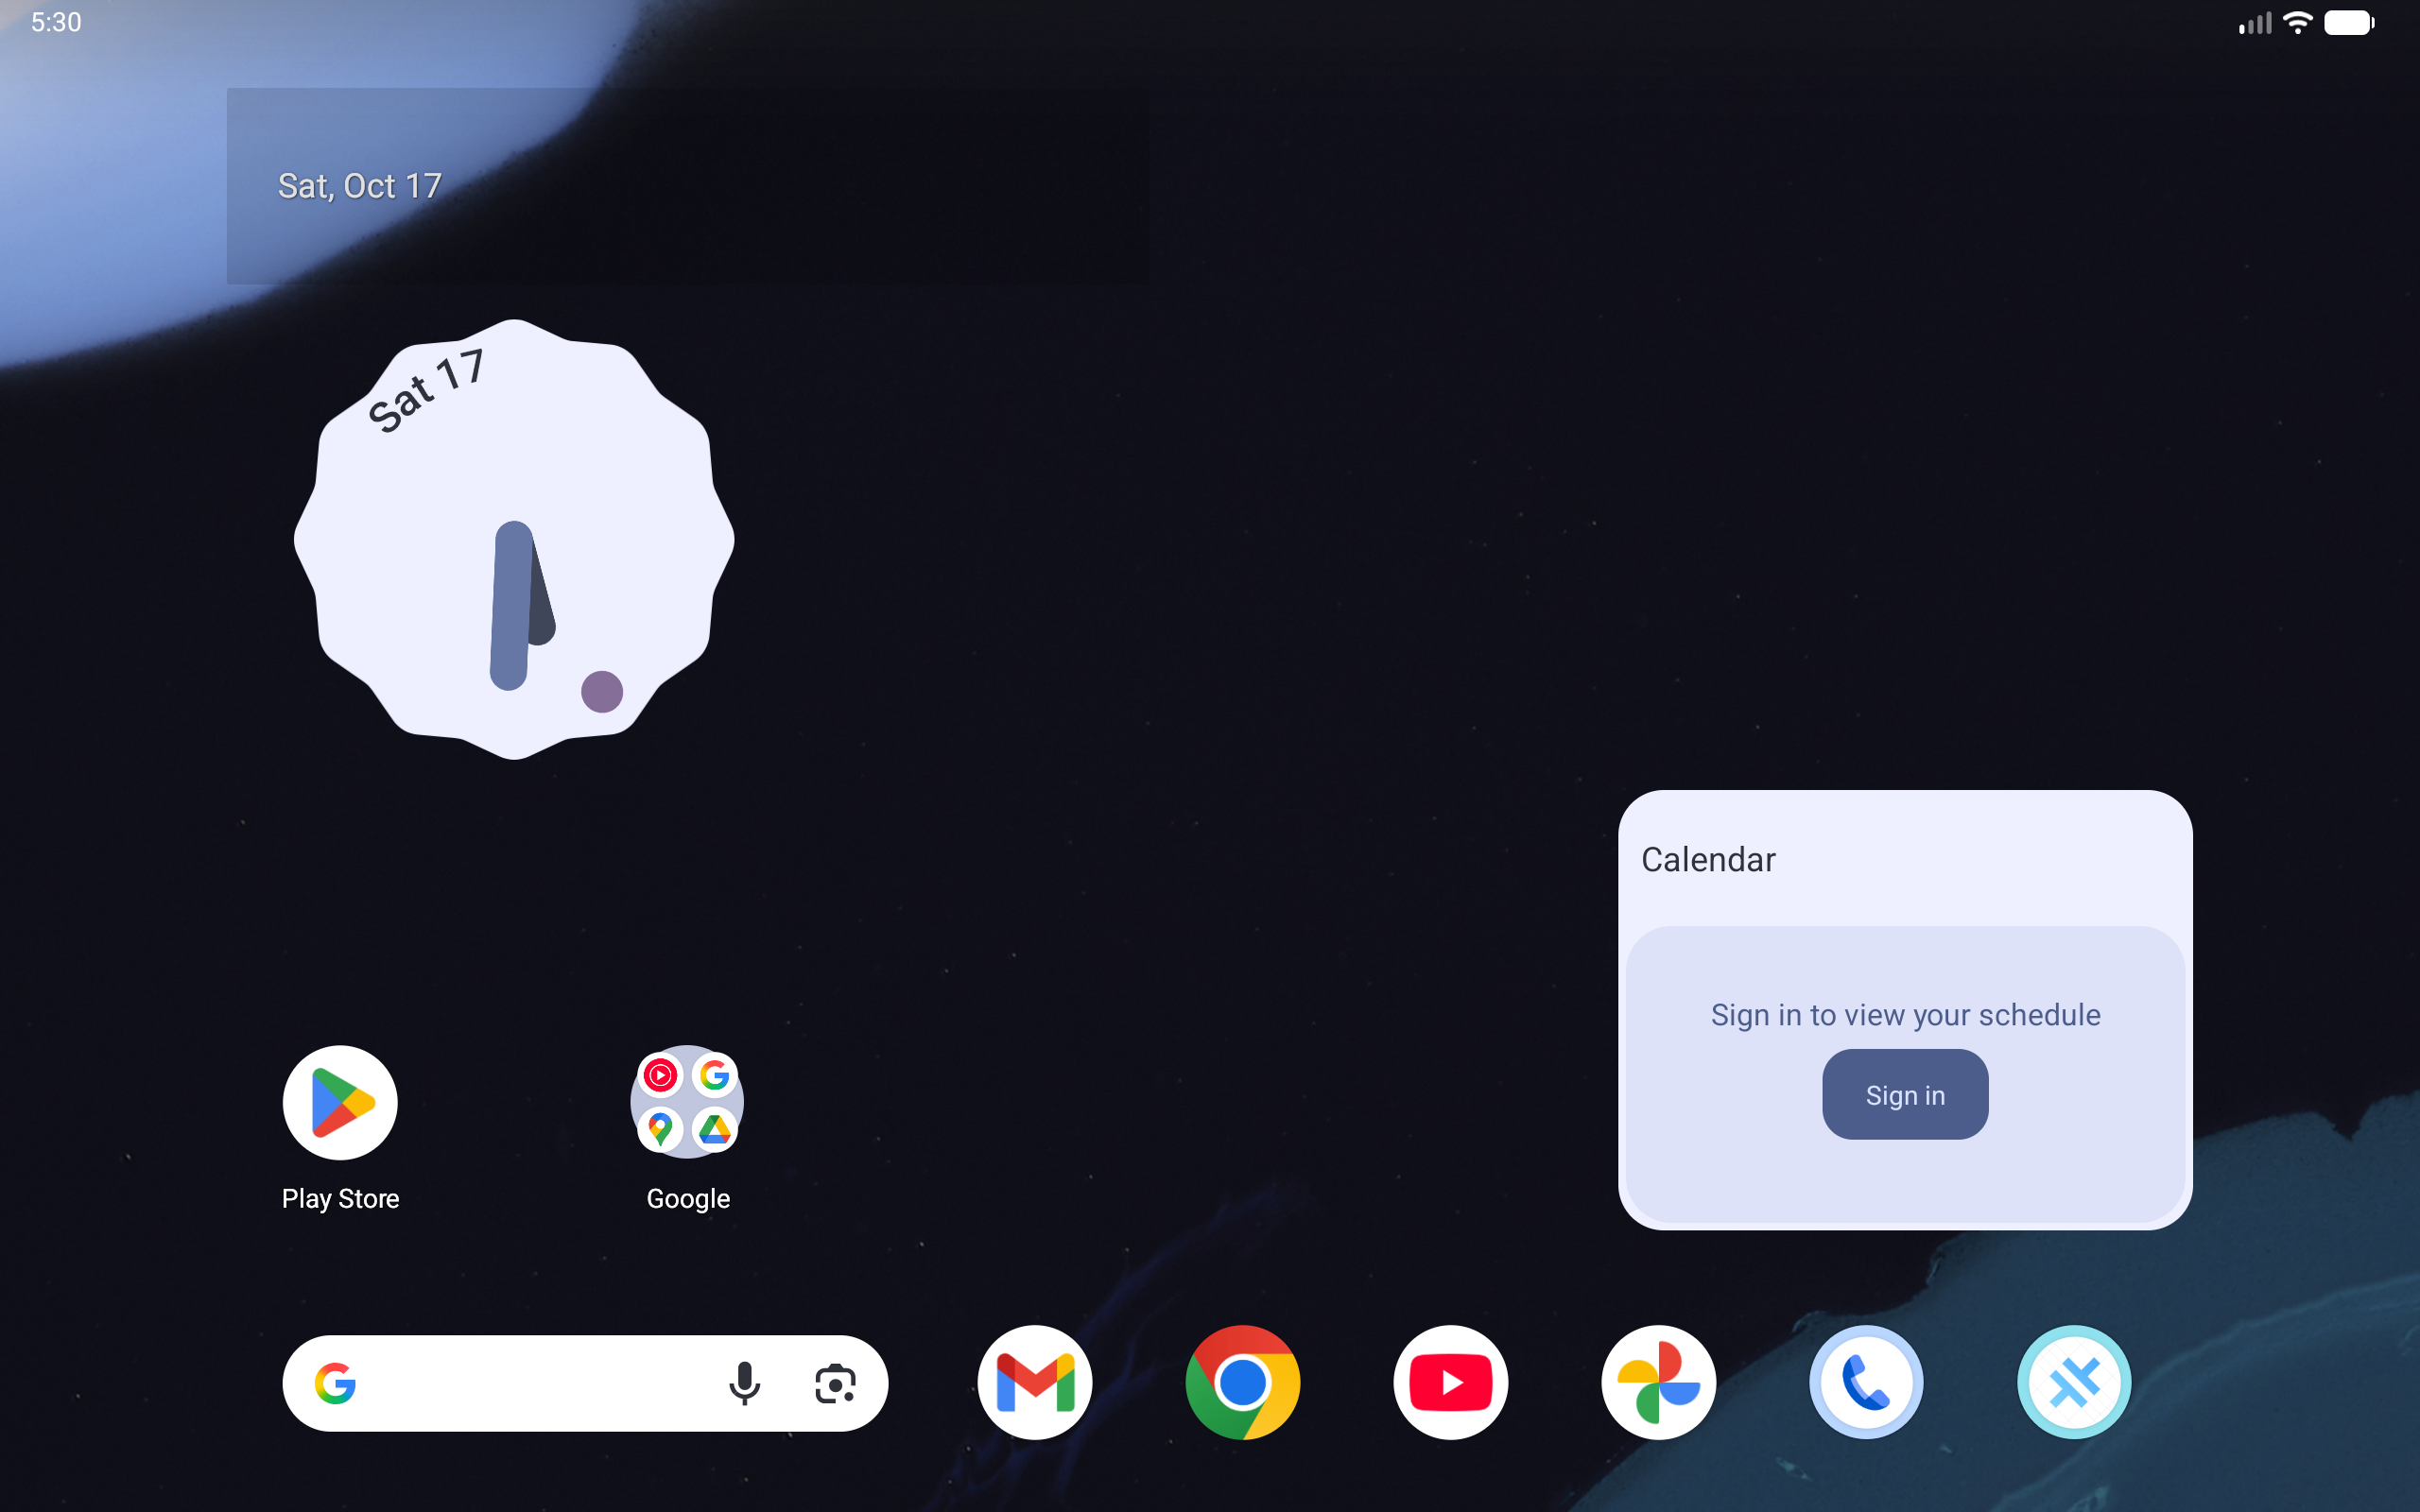 5:30
Sat, Oct 17
Sat 17
Calendar
Sign in to view your schedule
Sign in
Play Store
Google